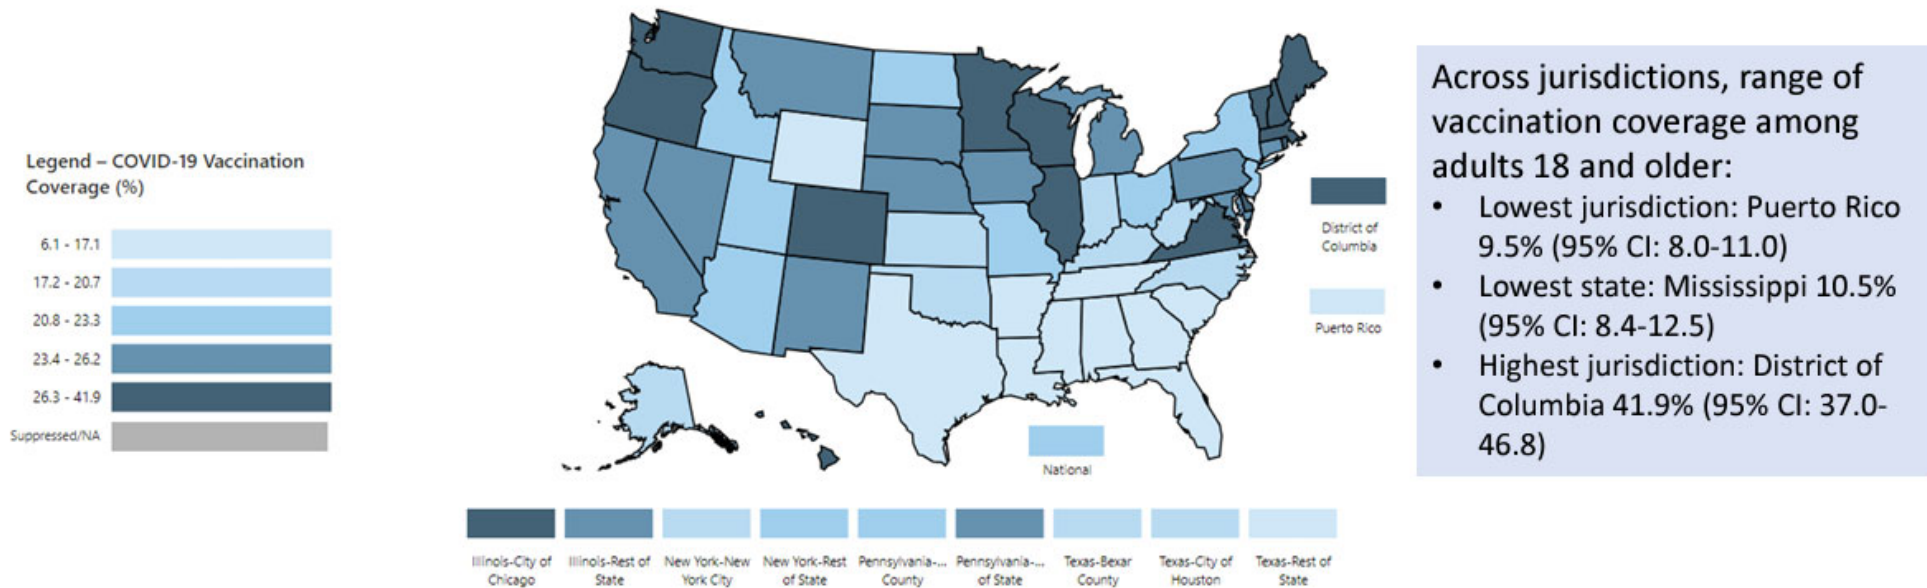 Legend – COVID-19 Vaccination
Coverage (%)
6.1 - 17.1
17.2 - 20.7
20.8 - 23.3
23.4 - 26.2
26.3 - 41.9
Suppressed/NA
District of
Columbia
Puerto Rico
National
Illinois-City of
Chicago
Illinois-Rest of
State
New York-New
York City
New York-Rest
of State
Pennsylvania-...
County
Pennsylvania-...
of State
Texas-Bexar
County
Texas-City of
Houston
Texas-Rest of
State
Across jurisdictions, range of
vaccination coverage among
adults 18 and older:
• Lowest jurisdiction: Puerto Rico
9.5% (95% CI: 8.0-11.0)
• Lowest state: Mississippi 10.5%
(95% CI: 8.4-12.5)
• Highest jurisdiction: District of
Columbia 41.9% (95% CI: 37.0-
46.8)